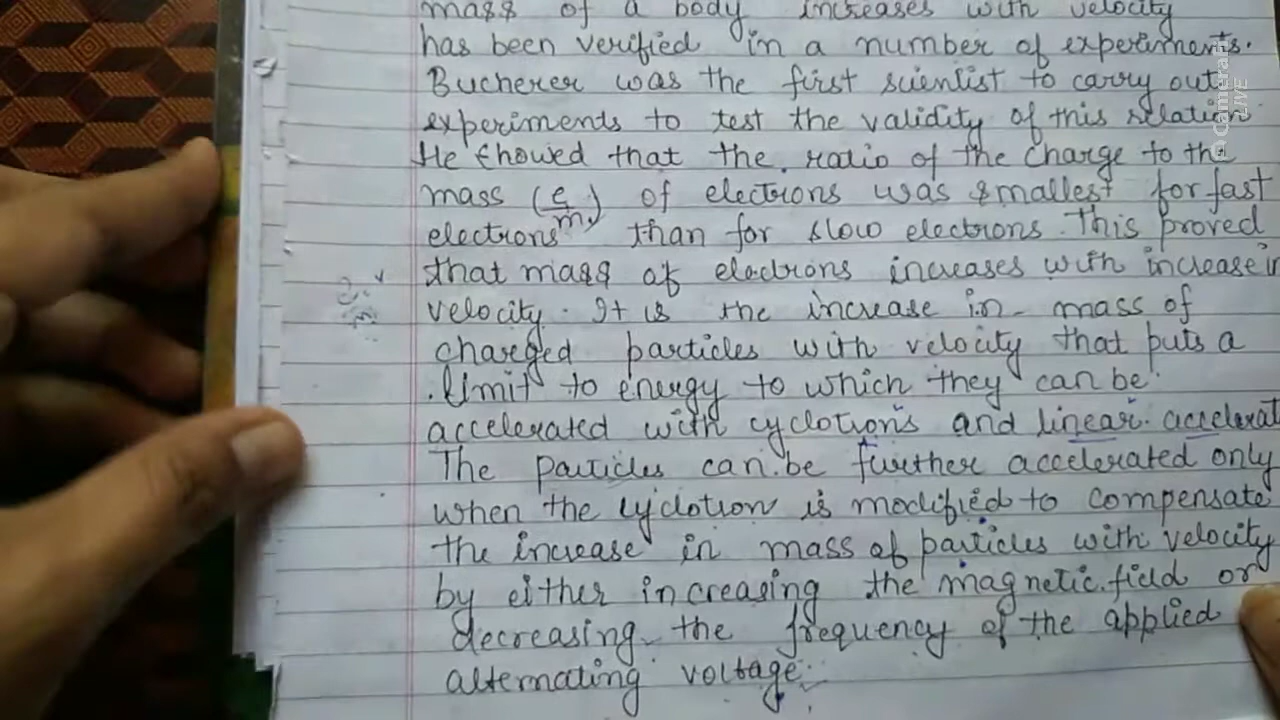 mass of a body increases with velocity
has been verified in a number of experiments.
Bucherer was the first scientist to carry out
experiments to test the validity of this relation
He showed that the ratio of the charge to the
mass (e/m) of electrons was smallest for fast
electrons than for slow electrons. This proved
that mass of electrons increases with increase in
velocity. It is the increase in mass of
charged particles with velocity that puts a
limit to energy to which they can be
accelerated with cyclotrons and linear accelerat
The particles can be further accelerated only
when the cyclotron is modified to compensate
the increase in mass of particles with velocity
by either increasing the magnetic field or
decreasing the frequency of the applied
alternating voltage.
cameraFi
LIVE